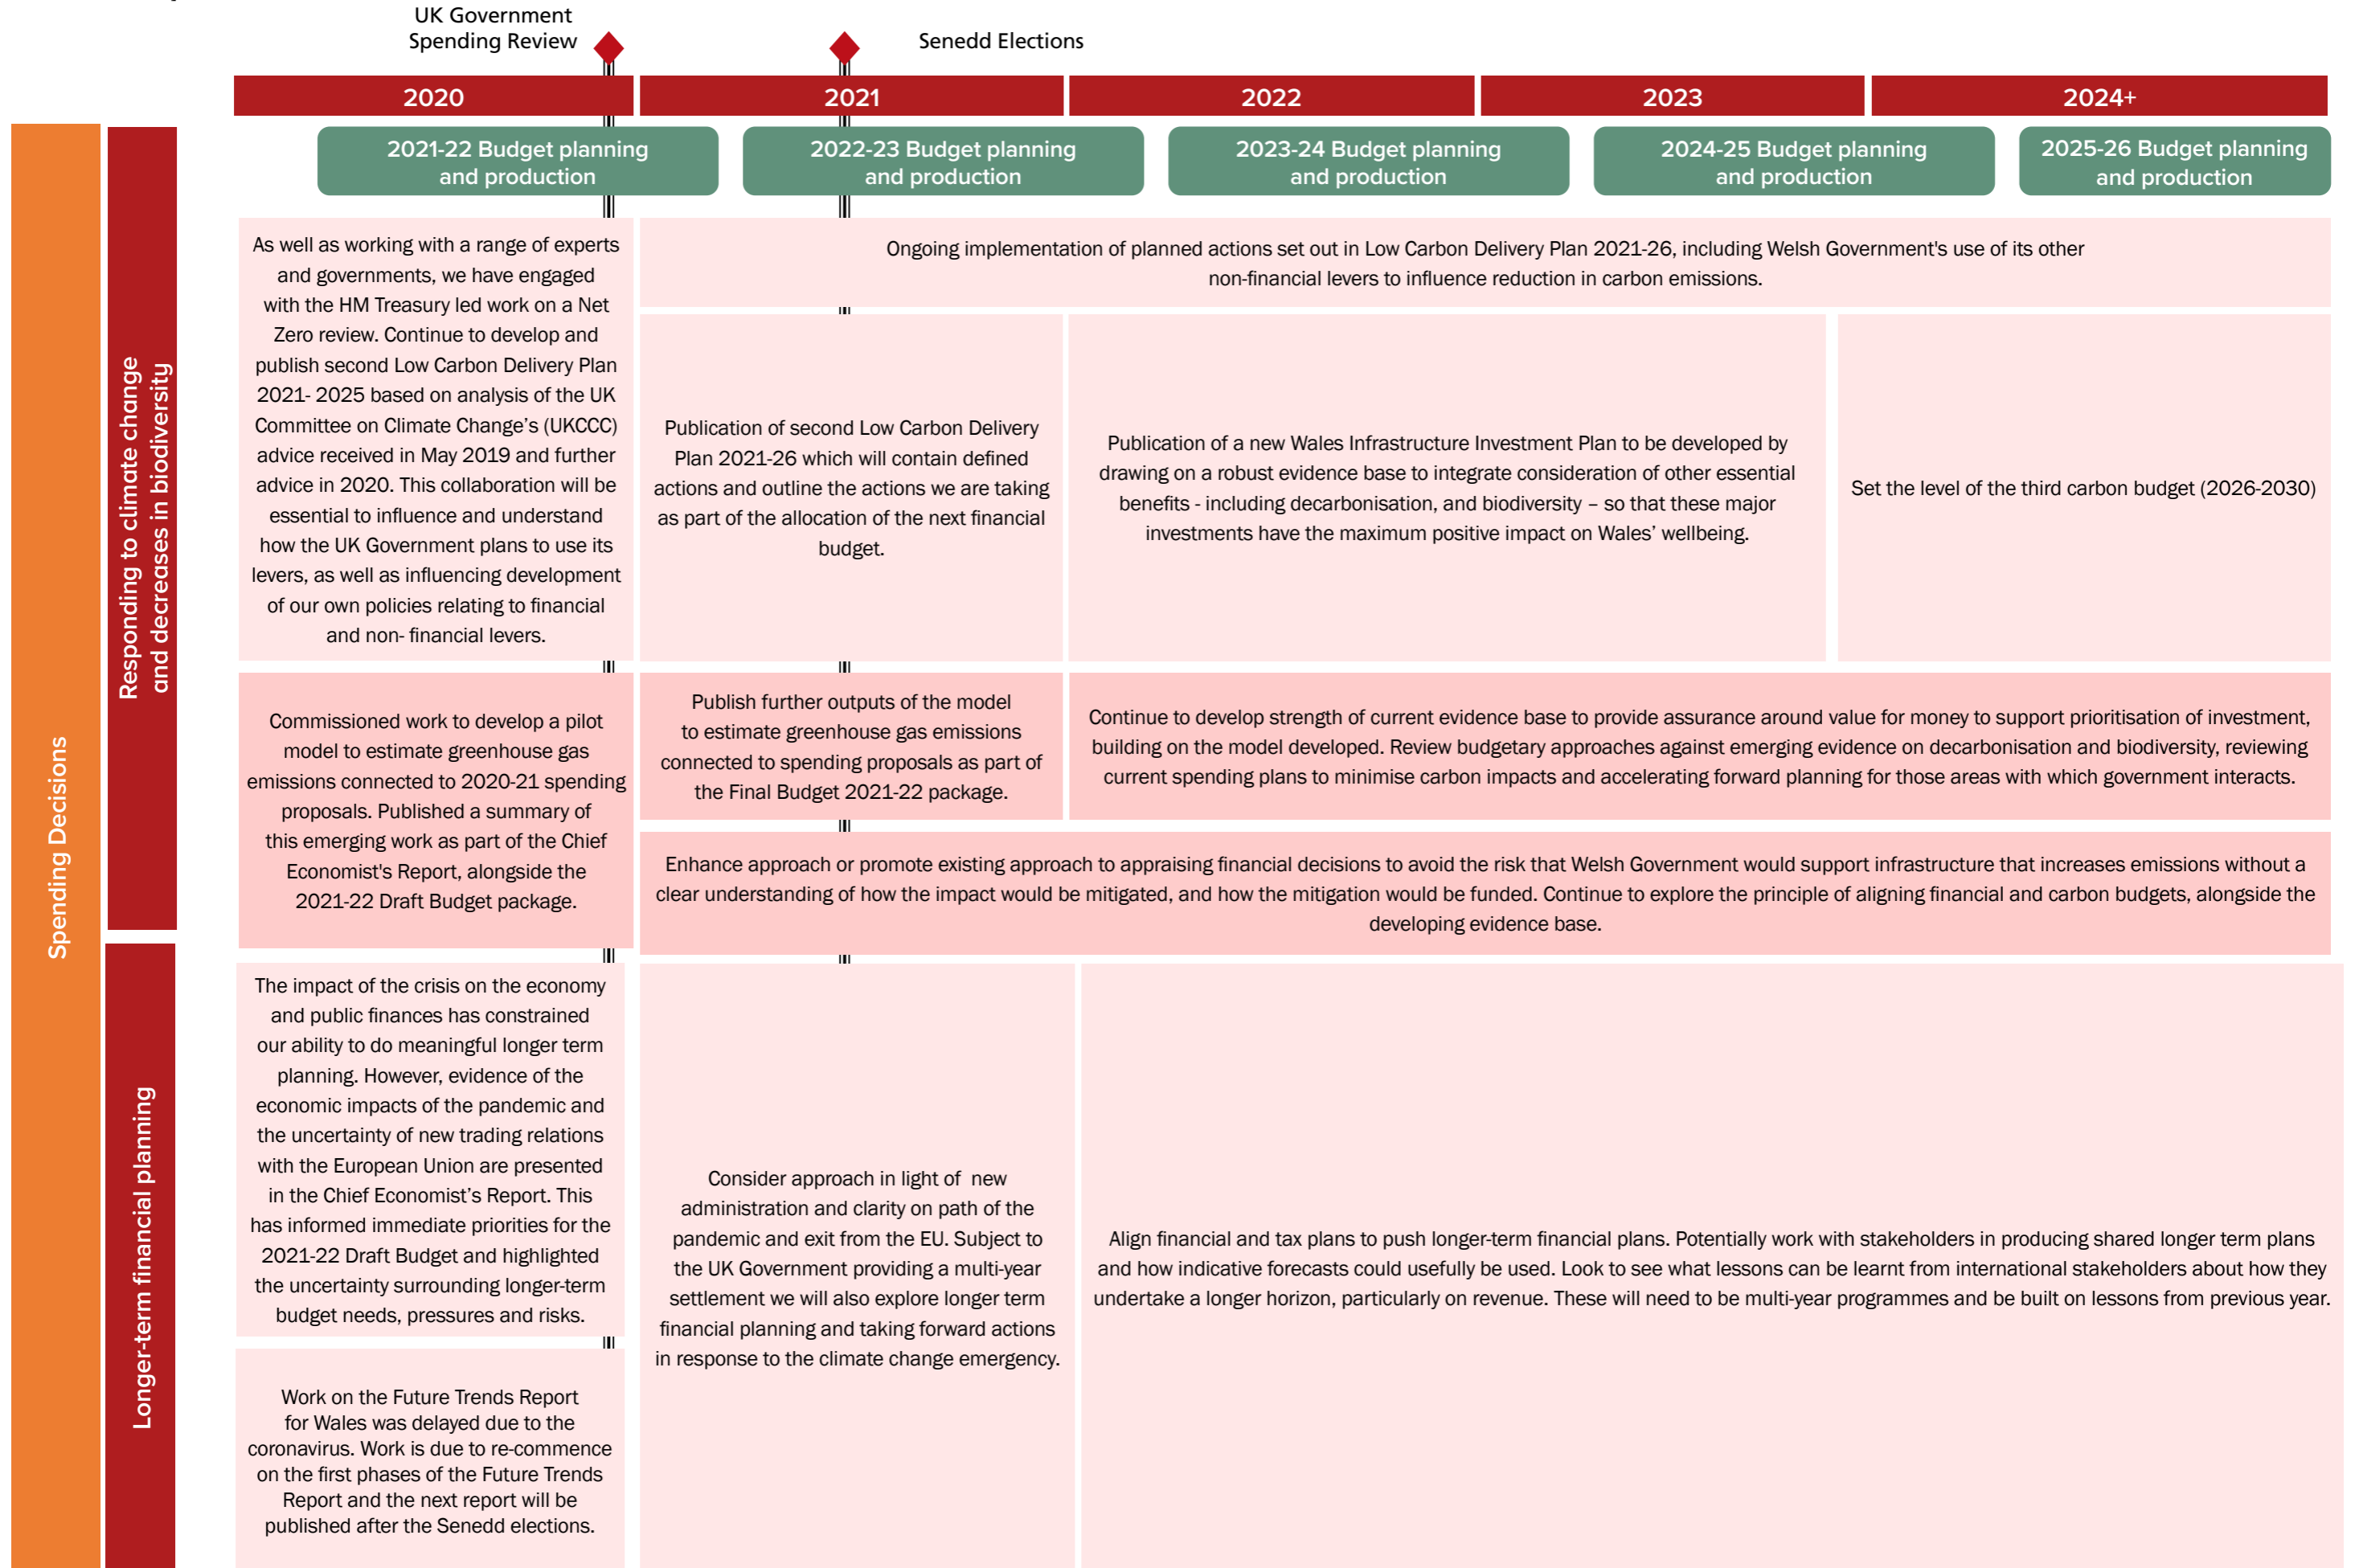 UK Government
Spending Review
Senedd Elections
2020
2021
2022
2023
2024+
2021-22 Budget planning
and production
2022-23 Budget planning
and production
2023-24 Budget planning
and production
2024-25 Budget planning
and production
2025-26 Budget planning
and production
Spending Decisions
Responding to climate change
and decreases in biodiversity
As well as working with a range of experts
and governments, we have engaged
with the HM Treasury led work on a Net
Zero review. Continue to develop and
publish second Low Carbon Delivery Plan
2021- 2025 based on analysis of the UK
Committee on Climate Change’s (UKCCC)
advice received in May 2019 and further
advice in 2020. This collaboration will be
essential to influence and understand
how the UK Government plans to use its
levers, as well as influencing development
of our own policies relating to financial
and non- financial levers.
Ongoing implementation of planned actions set out in Low Carbon Delivery Plan 2021-26, including Welsh Government's use of its other
non-financial levers to influence reduction in carbon emissions.
Publication of second Low Carbon Delivery
Plan 2021-26 which will contain defined
actions and outline the actions we are taking
as part of the allocation of the next financial
budget.
Publication of a new Wales Infrastructure Investment Plan to be developed by
drawing on a robust evidence base to integrate consideration of other essential
benefits - including decarbonisation, and biodiversity – so that these major
investments have the maximum positive impact on Wales’ wellbeing.
Set the level of the third carbon budget (2026-2030)
Commissioned work to develop a pilot
model to estimate greenhouse gas
emissions connected to 2020-21 spending
proposals. Published a summary of
this emerging work as part of the Chief
Economist's Report, alongside the
2021-22 Draft Budget package.
Publish further outputs of the model
to estimate greenhouse gas emissions
connected to spending proposals as part of
the Final Budget 2021-22 package.
Continue to develop strength of current evidence base to provide assurance around value for money to support prioritisation of investment,
building on the model developed. Review budgetary approaches against emerging evidence on decarbonisation and biodiversity, reviewing
current spending plans to minimise carbon impacts and accelerating forward planning for those areas with which government interacts.
Enhance approach or promote existing approach to appraising financial decisions to avoid the risk that Welsh Government would support infrastructure that increases emissions without a
clear understanding of how the impact would be mitigated, and how the mitigation would be funded. Continue to explore the principle of aligning financial and carbon budgets, alongside the
developing evidence base.
Longer-term financial planning
The impact of the crisis on the economy
and public finances has constrained
our ability to do meaningful longer term
planning. However, evidence of the
economic impacts of the pandemic and
the uncertainty of new trading relations
with the European Union are presented
in the Chief Economist’s Report. This
has informed immediate priorities for the
2021-22 Draft Budget and highlighted
the uncertainty surrounding longer-term
budget needs, pressures and risks.
Work on the Future Trends Report
for Wales was delayed due to the
coronavirus. Work is due to re-commence
on the first phases of the Future Trends
Report and the next report will be
published after the Senedd elections.
Consider approach in light of  new
administration and clarity on path of the
pandemic and exit from the EU. Subject to
the UK Government providing a multi-year
settlement we will also explore longer term
financial planning and taking forward actions
in response to the climate change emergency.
Align financial and tax plans to push longer-term financial plans. Potentially work with stakeholders in producing shared longer term plans
and how indicative forecasts could usefully be used. Look to see what lessons can be learnt from international stakeholders about how they
undertake a longer horizon, particularly on revenue. These will need to be multi-year programmes and be built on lessons from previous year.